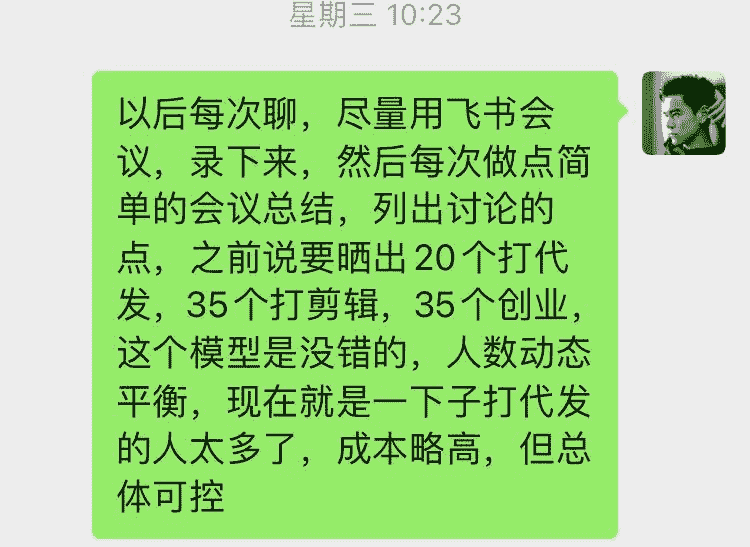 星期三 10:23
以后每次聊，尽量用飞书会
议，录下来，然后每次做点简
单的会议总结，列出讨论的
点，之前说要晒出20个打代
发，35个打剪辑，35个创业，
这个模型是没错的，人数动态
平衡，现在就是一下子打代发
的人太多了，成本略高，但总
体可控